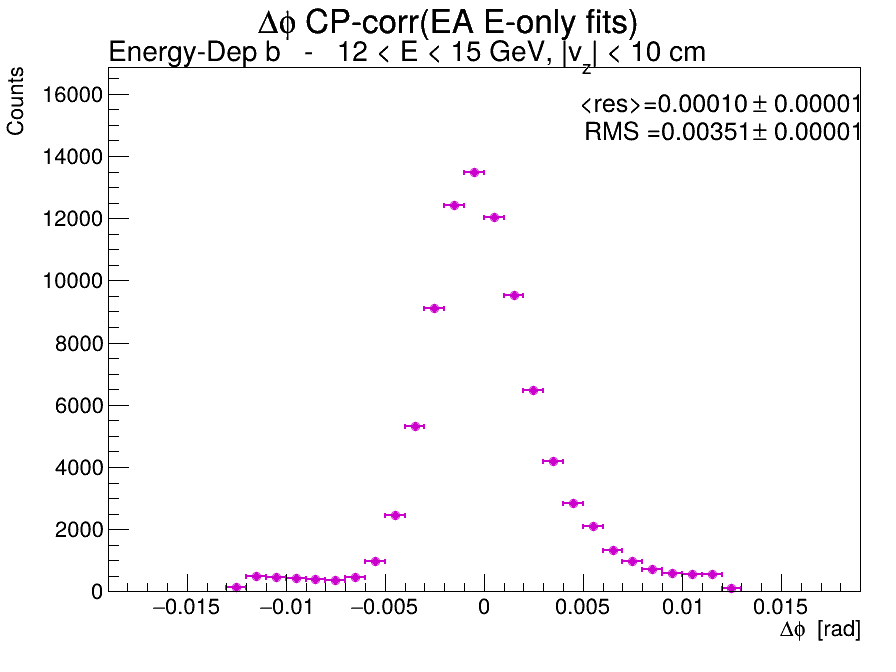 Δϕ CP-corr(EA E-only fits)
Energy-Dep b - 12 < E < 15 GeV, |v_z| < 10 cm
Counts
<res>=0.00010 ± 0.00001
RMS =0.00351± 0.00001
16000
14000
12000
10000
8000
6000
4000
2000
0
−0.015 −0.01 −0.005 0 0.005 0.01 0.015
Δϕ [rad]